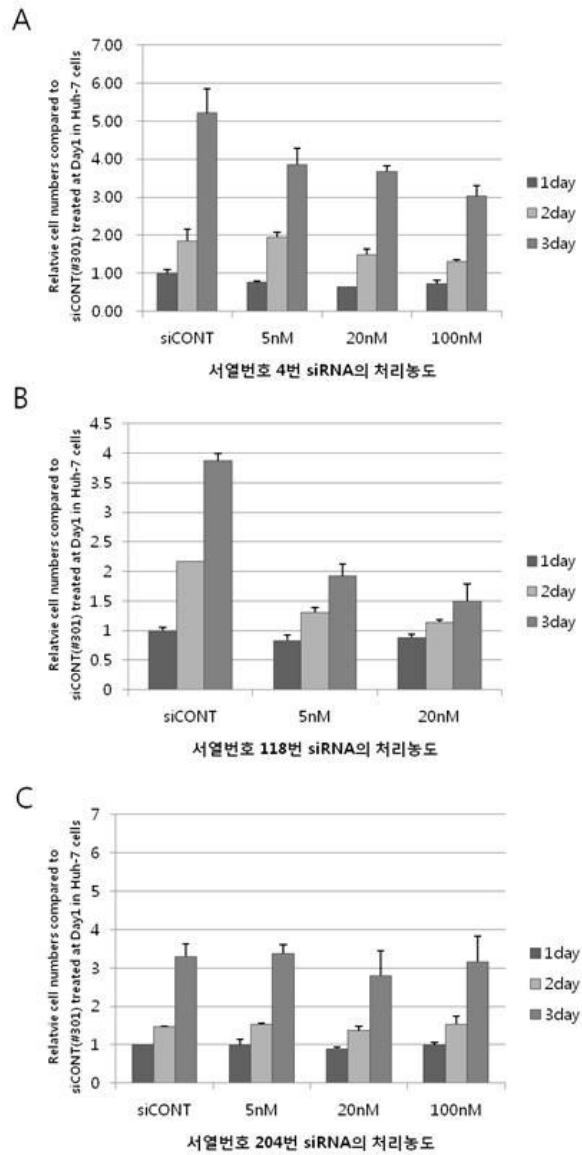 A
7.00
6.00
5.00
4.00
3.00
2.00
1.00
0.00
Relatvie cell numbers compared to
siCONT(#301) treated at Day1 in Huh-7 cells
siCONT 5nM 20nM 100nM
1day
2day
3day
서열번호 4번 siRNA의 처리농도
B
4.5
4
3.5
3
2.5
2
1.5
1
0.5
0
Relatvie cell numbers compared to
siCONT(#301) treated at Day1 in Huh-7 cells
siCONT 5nM 20nM
1day
2day
3day
서열번호 118번 siRNA의 처리농도
C
7
6
5
4
3
2
1
0
Relatvie cell numbers compared to
siCONT(#301) treated at Day1 in Huh-7 cells
siCONT 5nM 20nM 100nM
1day
2day
3day
서열번호 204번 siRNA의 처리농도